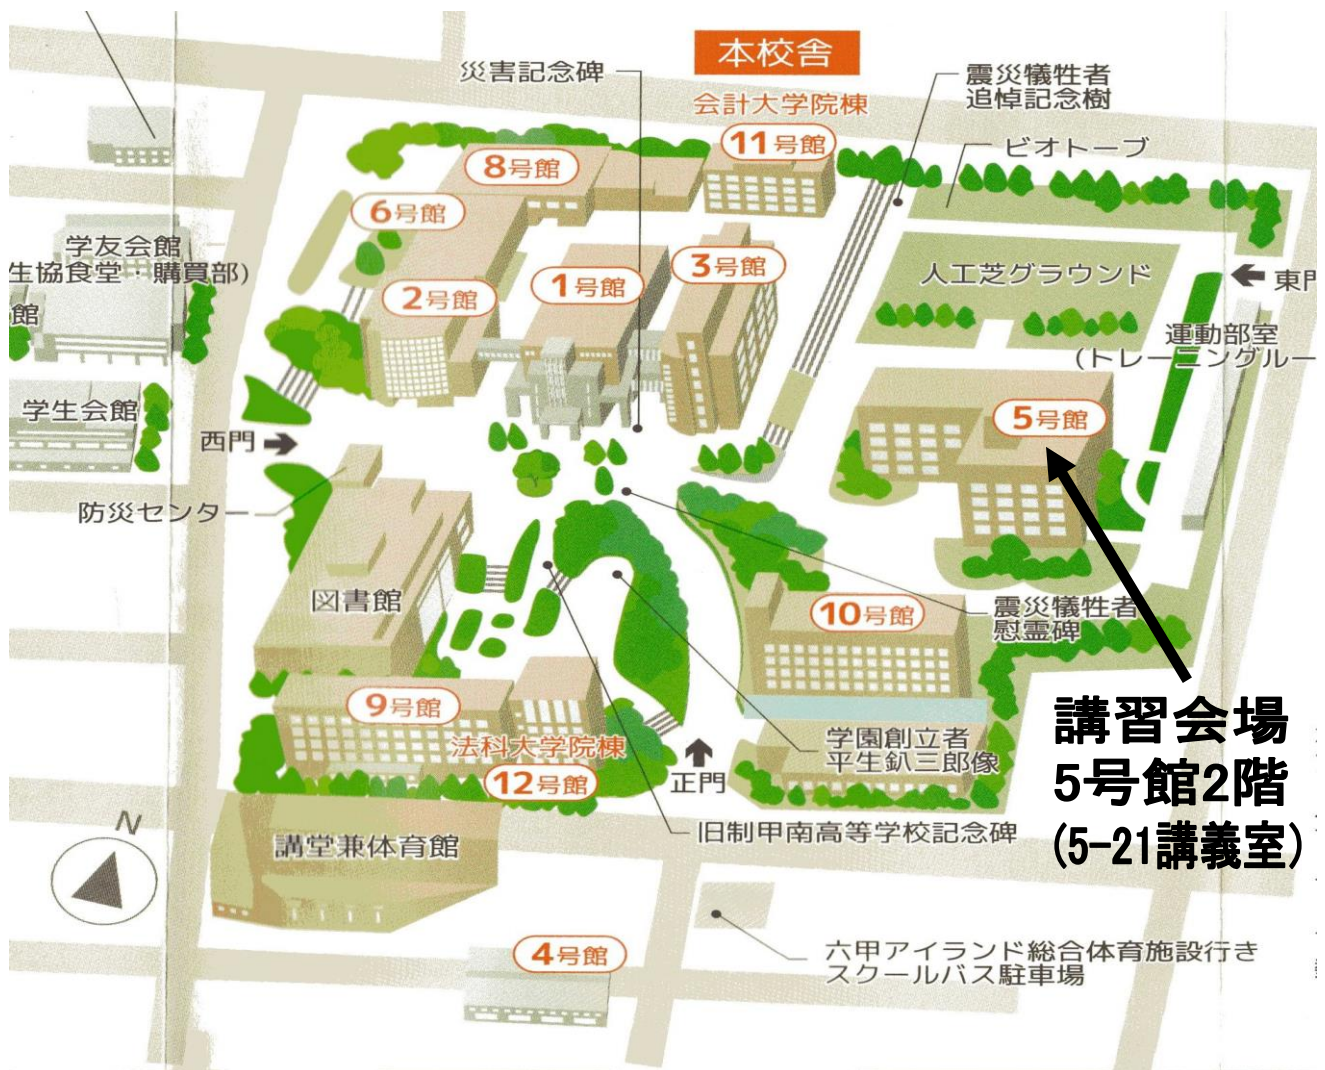 本校舎
災害記念碑
震災犠牲者
追悼記念樹
会計大学院棟
11号館
ビオトープ
8号館
6号館
学友会館
生協食堂・購買部)
館
3号館
1号館
2号館
人工芝グラウンド
東門
運動部室
(トレーニングルー
学生会館
5号館
西門
防災センター
図書館
10号館
震災犠牲者
慰霊碑
9号館
法科大学院棟
12号館
学園創立者
平生釟三郎像
正門
講習会場
5号館2階
(5-21講義室)
N
旧制甲南高等学校記念碑
講堂兼体育館
4号館
六甲アイランド総合体育施設行き
スクールバス駐車場